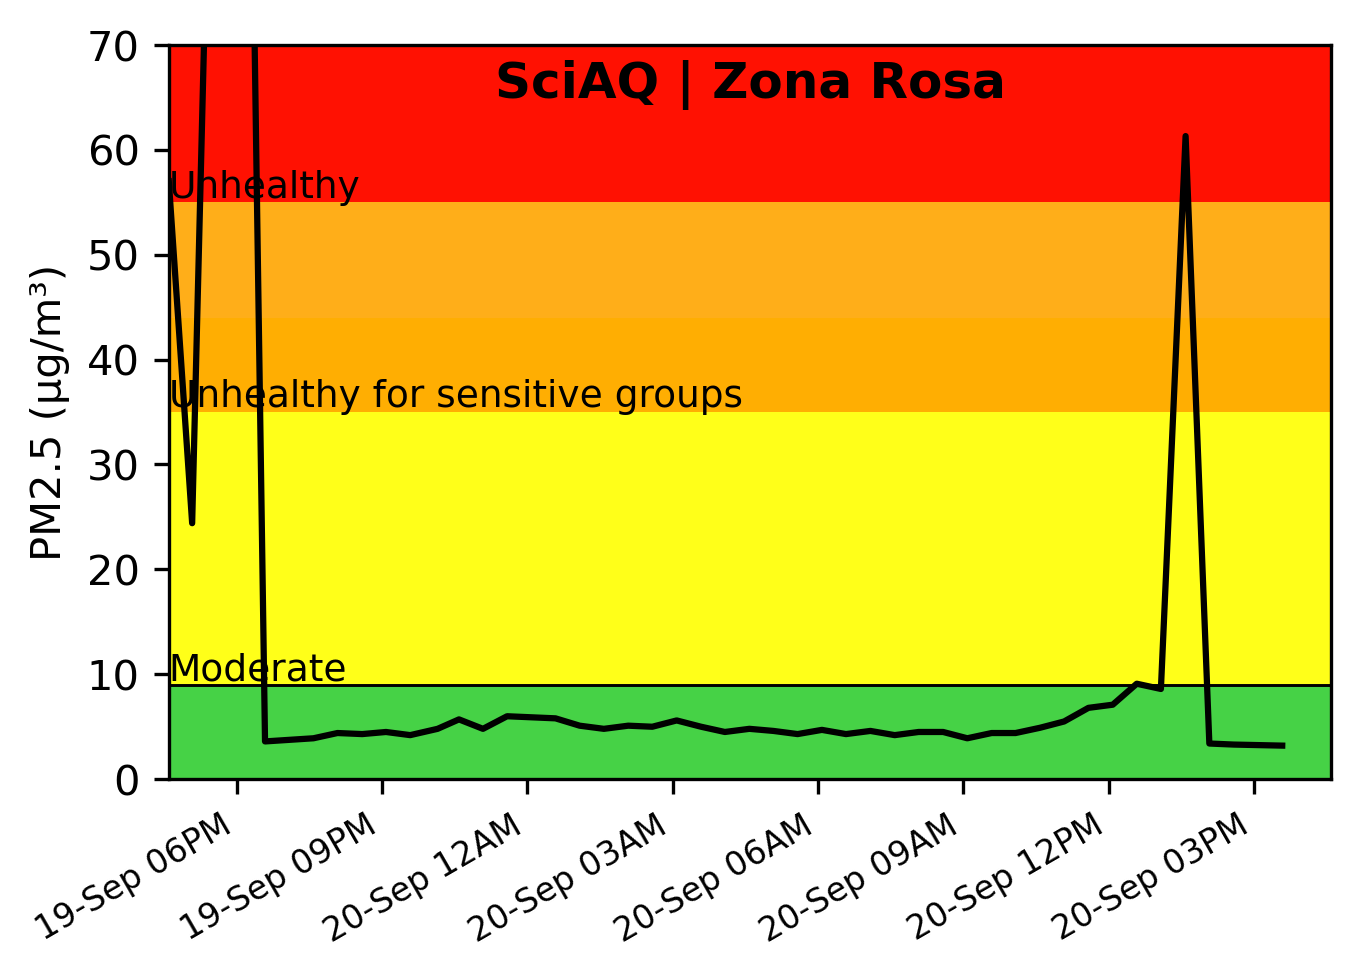 SciAQ | Zona Rosa
PM2.5 (µg/m³)
70
60
50
40
30
20
10
0
Unhealthy
Unhealthy for sensitive groups
Moderate
19-Sep 06PM
19-Sep 09PM
20-Sep 12AM
20-Sep 03AM
20-Sep 06AM
20-Sep 09AM
20-Sep 12PM
20-Sep 03PM